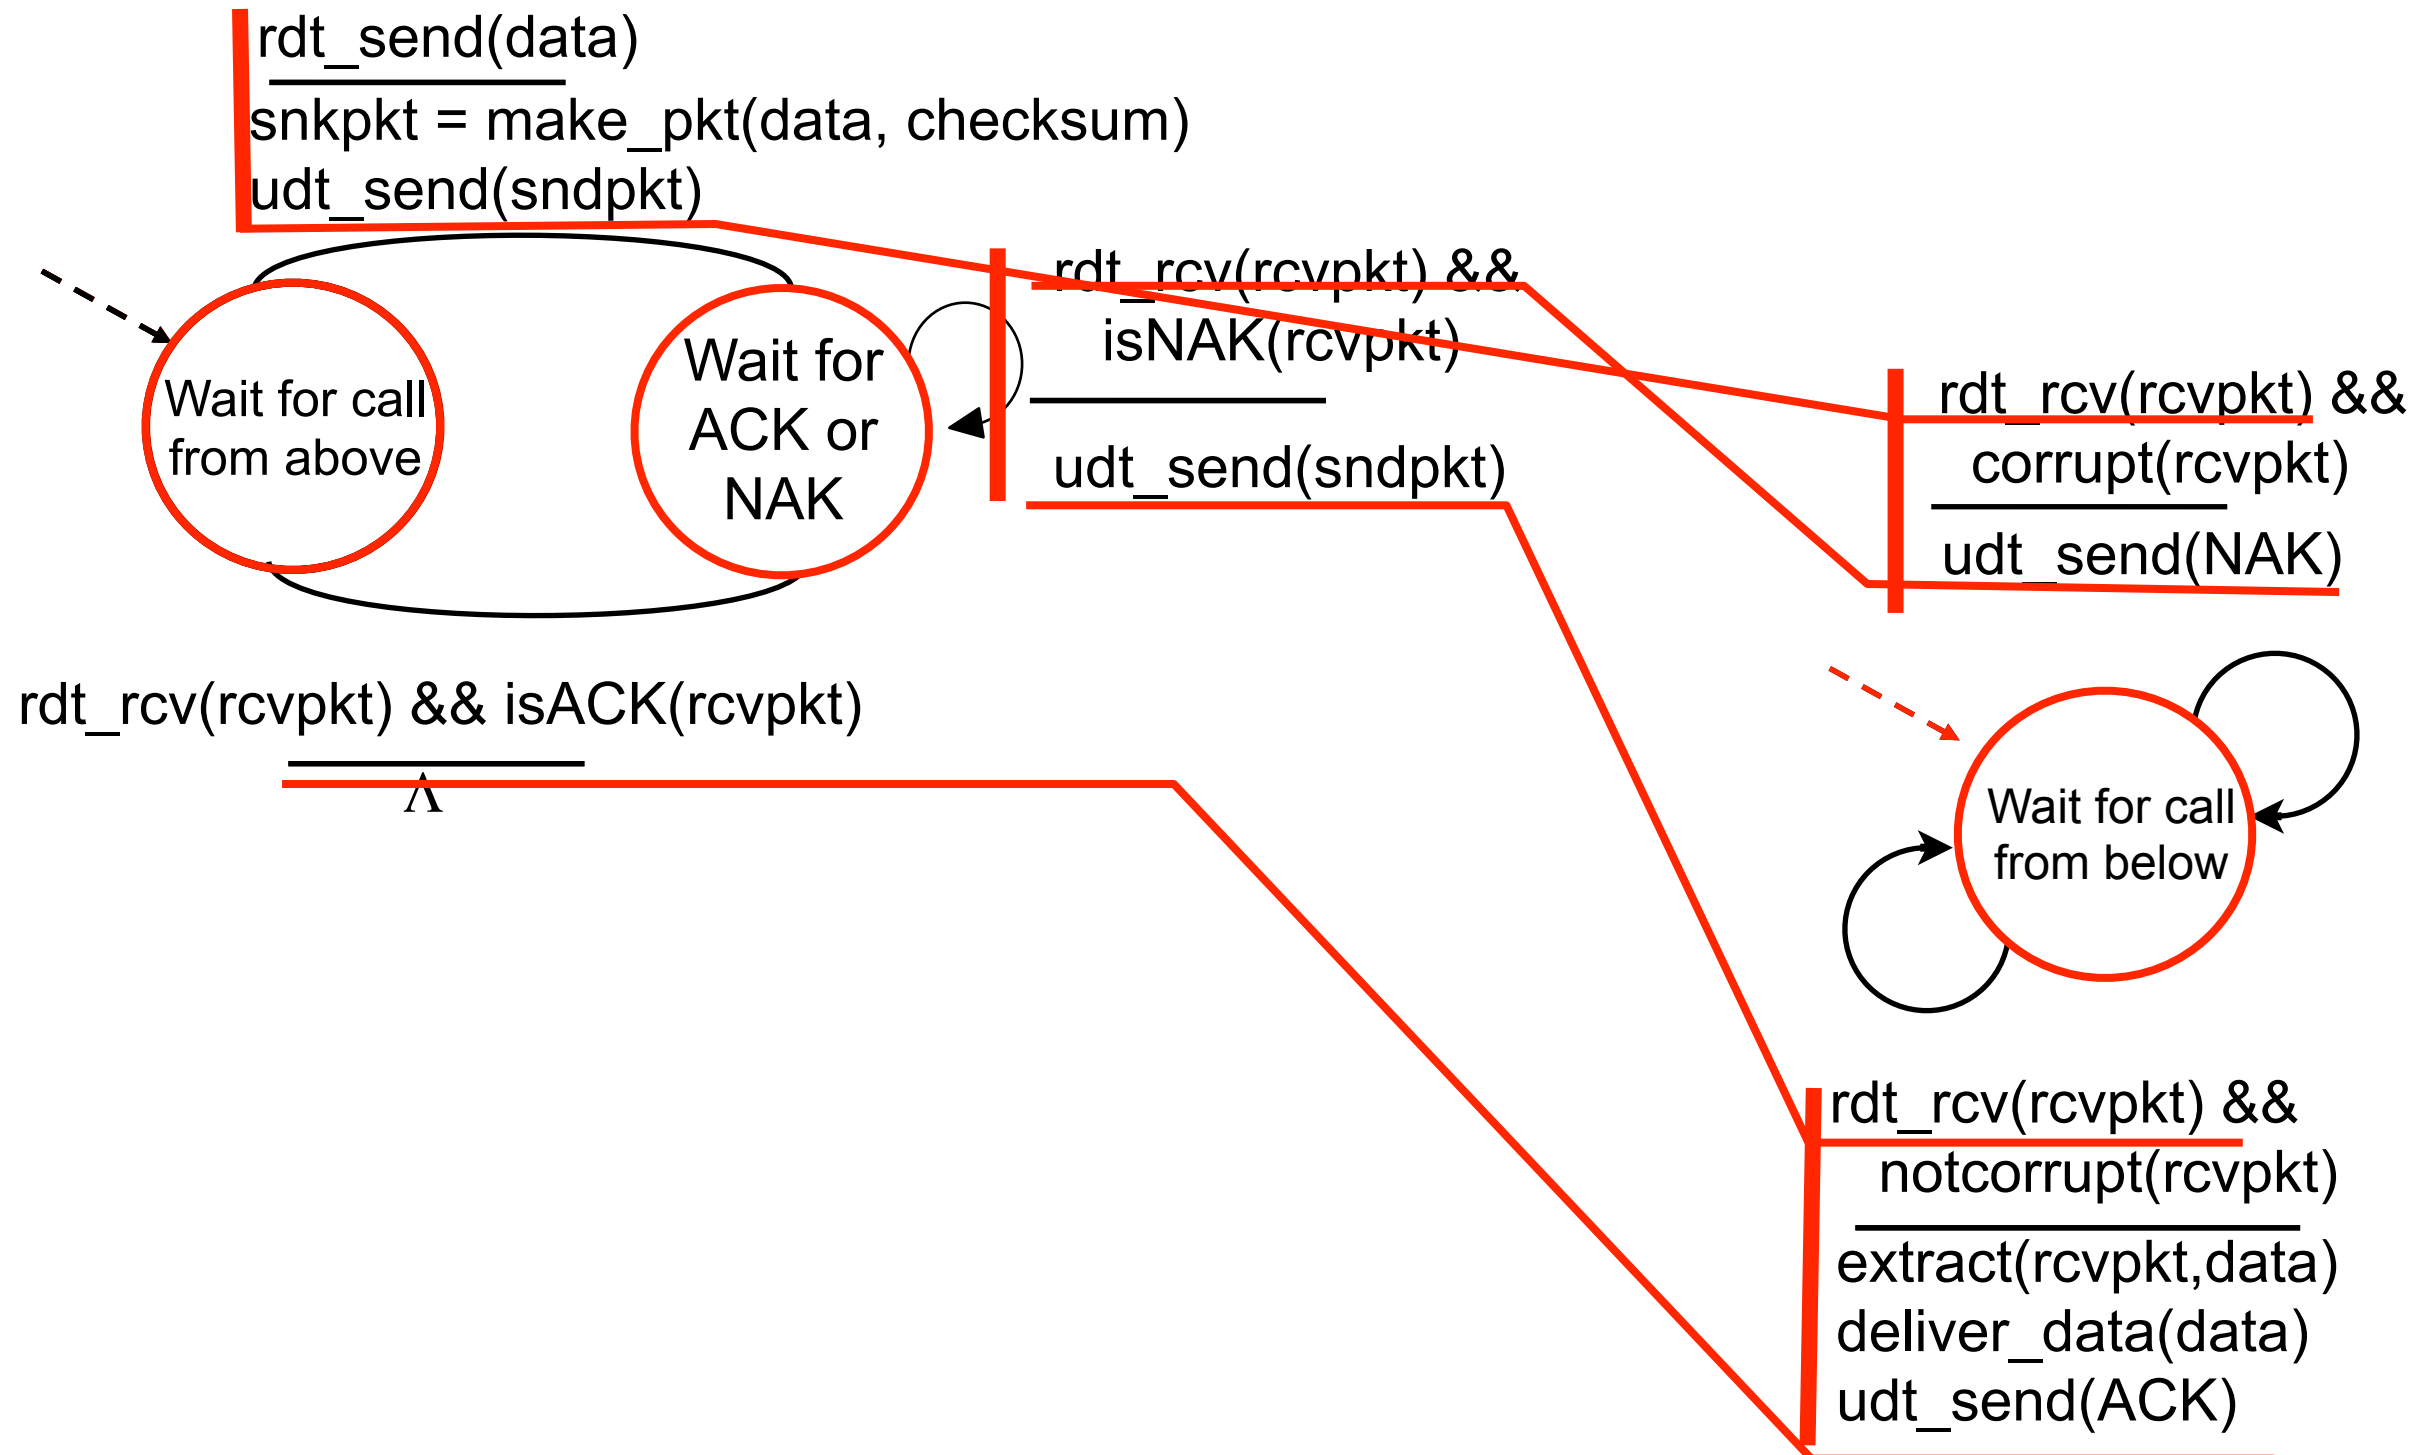 rdt_send(data)
snkpkt = make_pkt(data, checksum)
udt_send(sndpkt)
rdt_rcv(rcvpkt) &&
isNAK(rcvpkt)
udt_send(sndpkt)
Wait for call
from above
Wait for
ACK or
NAK
rdt_rcv(rcvpkt) && isACK(rcvpkt)
Λ
rdt_rcv(rcvpkt) &&
corrupt(rcvpkt)
udt_send(NAK)
Wait for call
from below
rdt_rcv(rcvpkt) &&
notcorrupt(rcvpkt)
extract(rcvpkt,data)
deliver_data(data)
udt_send(ACK)